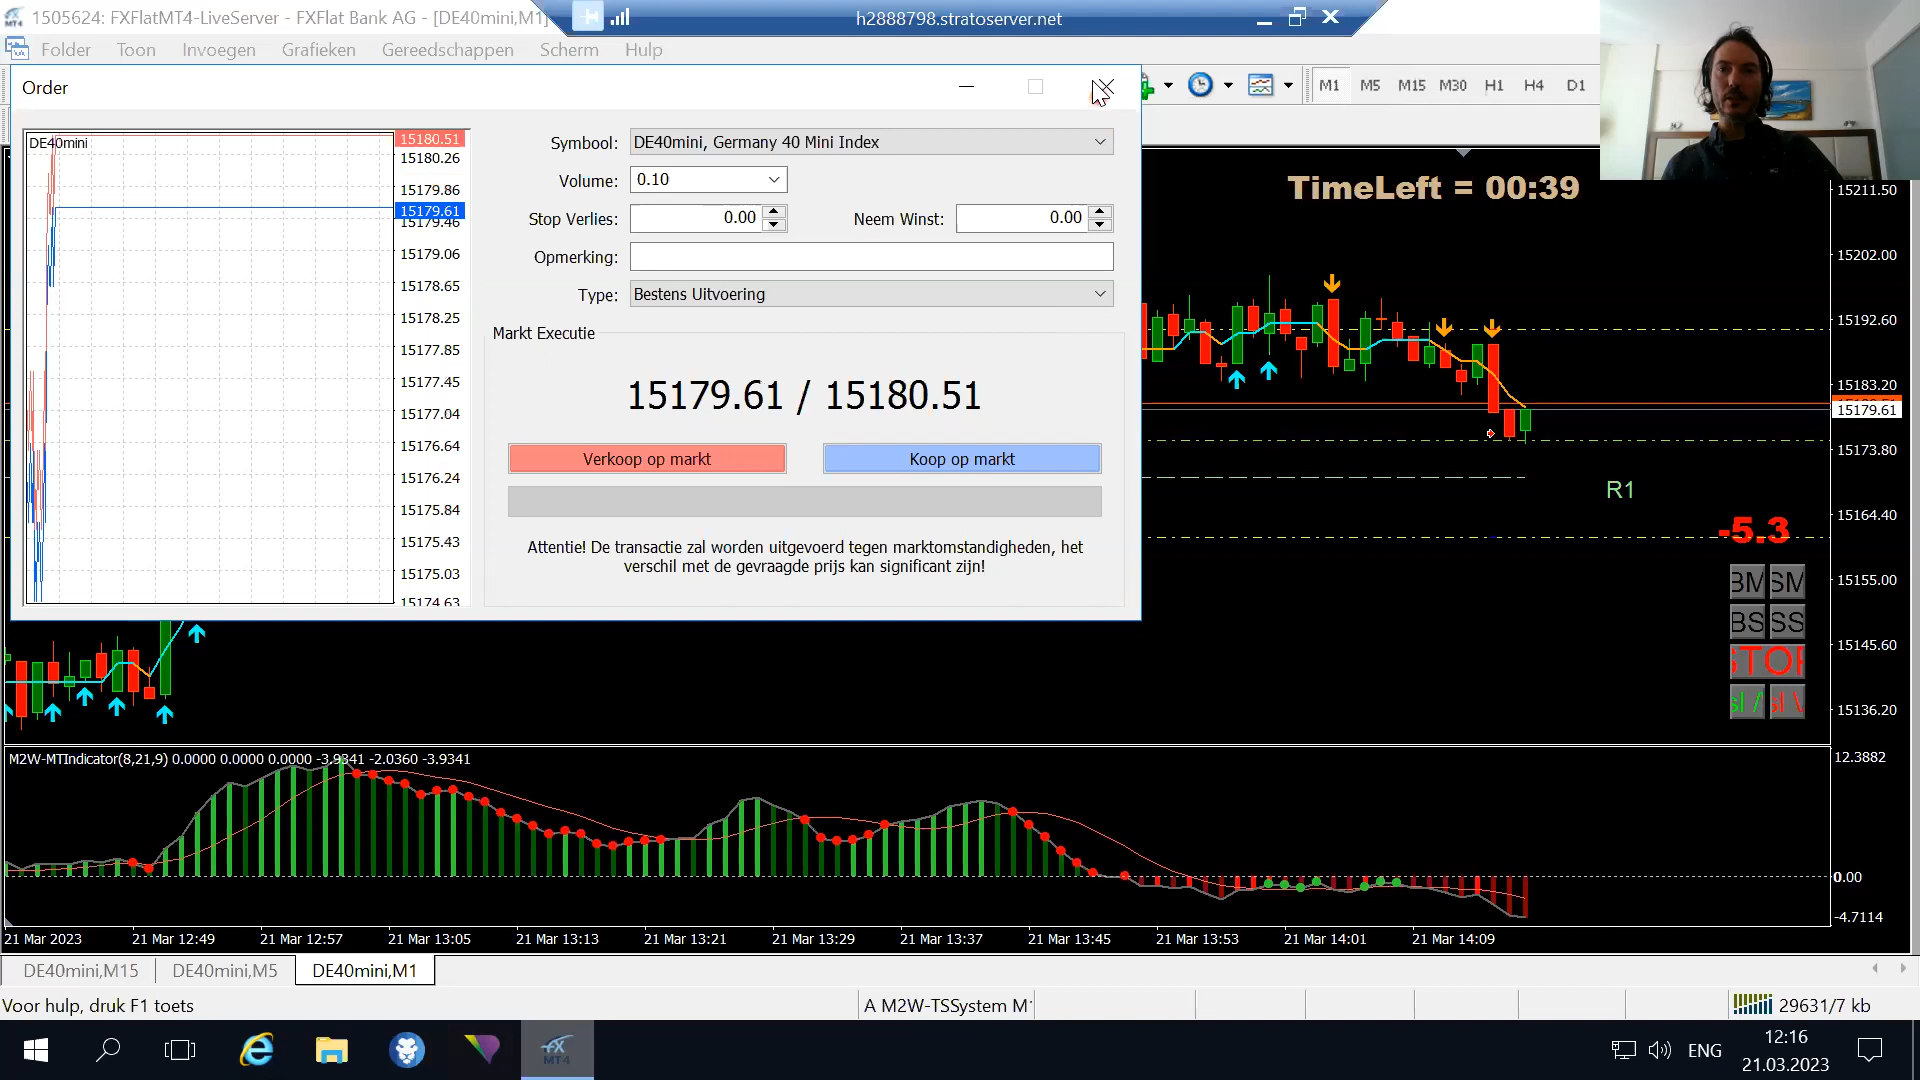 1505624: FXFlatMT4-LiveServer - FXFlat Bank AG - [DE40mini,M1]
h2888798.stratoserver.net
Folder Toon Invoegen Grafieken Gereedschappen Scherm Hulp
Order
M1 M5 M15 M30 H1 H4 D1
DE40mini
15180.51
15180.26
15179.86
15179.61
15179.46
15179.06
15178.65
15178.25
15177.85
15177.45
15177.04
15176.64
15176.24
15175.84
15175.43
15175.03
15174.63
Symbool: DE40mini, Germany 40 Mini Index
Volume: 0.10
Stop Verlies: 0.00 Neem Winst: 0.00
Opmerking:
Type: Bestens Uitvoering
Markt Executie
15179.61 / 15180.51
Verkoop op markt Koop op markt
Attentie! De transactie zal worden uitgevoerd tegen marktomstandigheden, het
verschil met de gevraagde prijs kan significant zijn!
TimeLeft = 00:39
15211.50
15202.00
15192.60
15183.20
15179.61
15173.80
R1
15164.40
-5.3
15155.00
BM SM
BS SS
15145.60
15136.20
M2W-MTIndicator(8,21,9) 0.0000 0.0000 0.0000 -3.9341 -2.0360 -3.9341
12.3882
0.00
-4.7114
21 Mar 2023 21 Mar 12:49 21 Mar 12:57 21 Mar 13:05 21 Mar 13:13 21 Mar 13:21 21 Mar 13:29 21 Mar 13:37 21 Mar 13:45 21 Mar 13:53 21 Mar 14:01 21 Mar 14:09
DE40mini,M15 DE40mini,M5 DE40mini,M1
Voor hulp, druk F1 toets
A M2W-TSSystem M
29631/7 kb
FX
MT4
ENG
12:16
21.03.2023